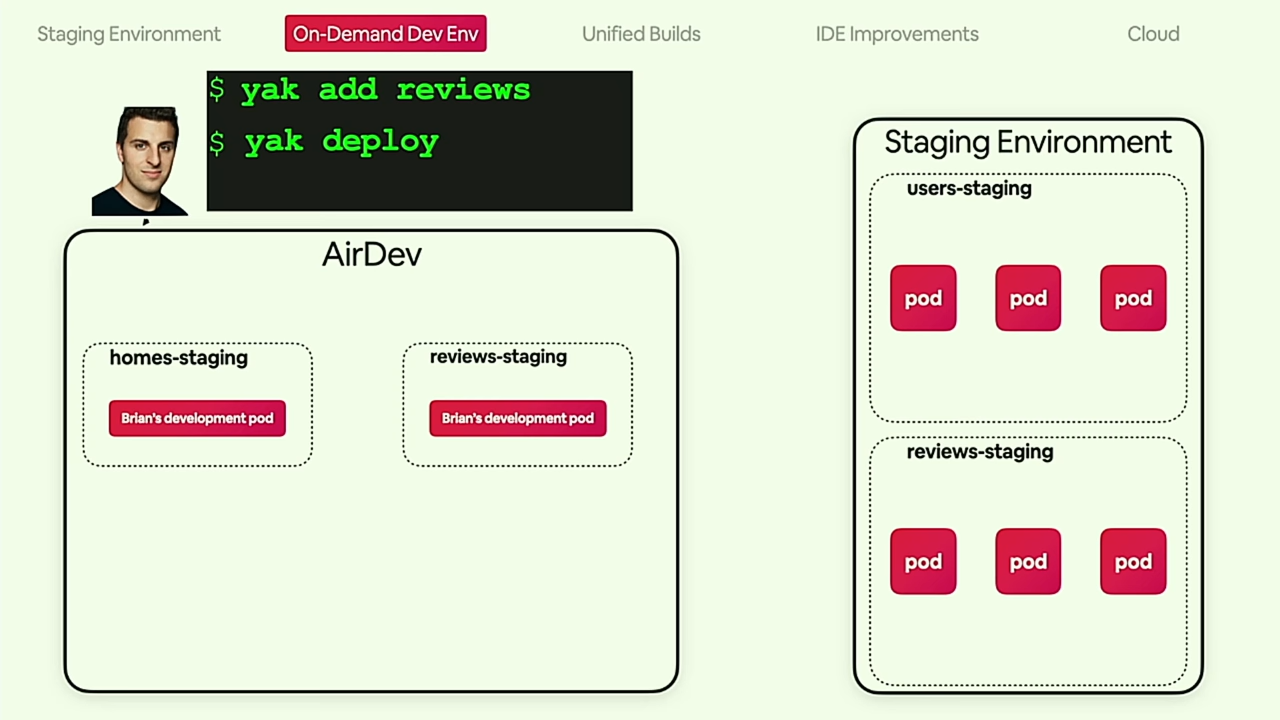 Staging Environment
On-Demand Dev Env
Unified Builds
IDE Improvements
Cloud
$ yak add reviews
$ yak deploy
AirDev
homes-staging
Brian's development pod
reviews-staging
Brian's development pod
Staging Environment
users-staging
pod
pod
pod
reviews-staging
pod
pod
pod